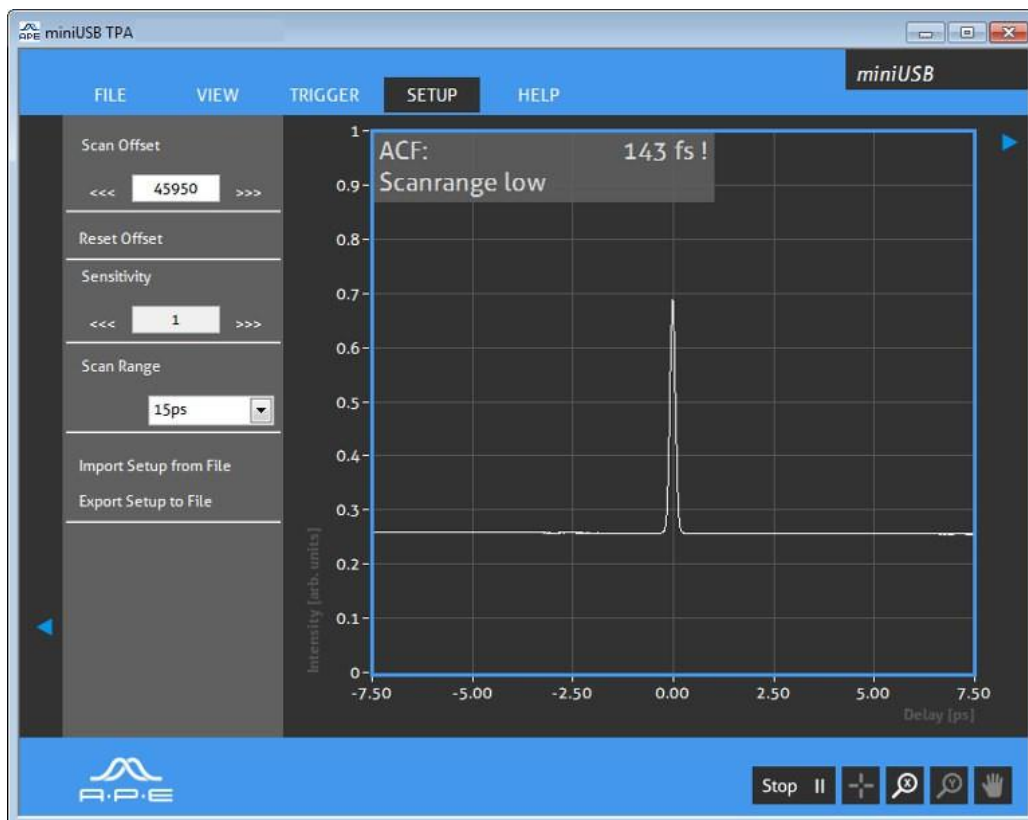 APE miniUSB TPA
miniUSB
FILE VIEW TRIGGER SETUP HELP
Scan Offset
<<< 45950 >>>
Reset Offset
Sensitivity
<<< 1 >>>
Scan Range
15ps
Import Setup from File
Export Setup to File
ACF: 143 fs !
Scanrange low
1
0.9
0.8
0.7
0.6
0.5
0.4
0.3
0.2
0.1
0
Intensity [arb. units]
-7.50 -5.00 -2.50 0.00 2.50 5.00 7.50
Delay [ps]
A·P·E
Stop II
X
Y